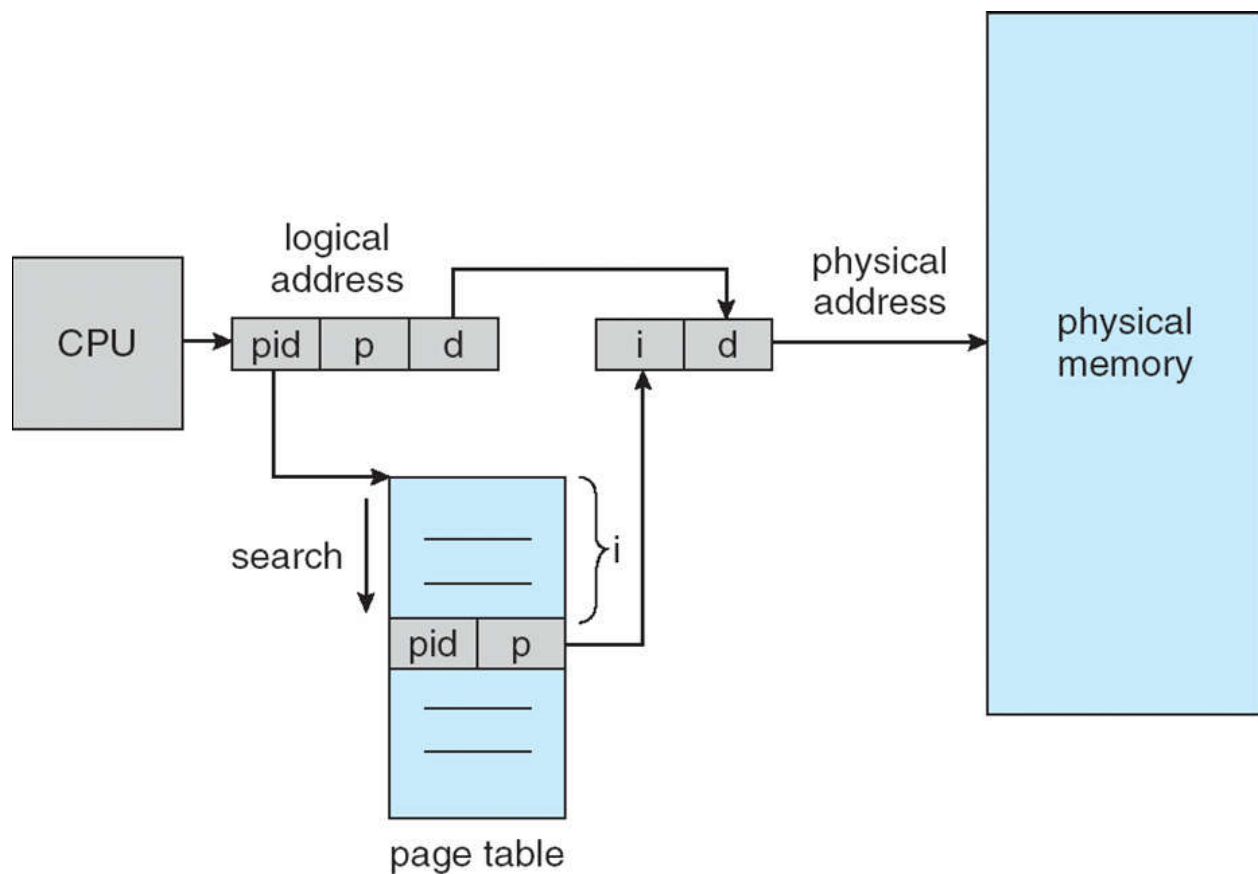 logical
address
physical
address
CPU
pid
p
d
i
d
physical
memory
search
i
pid
p
page table